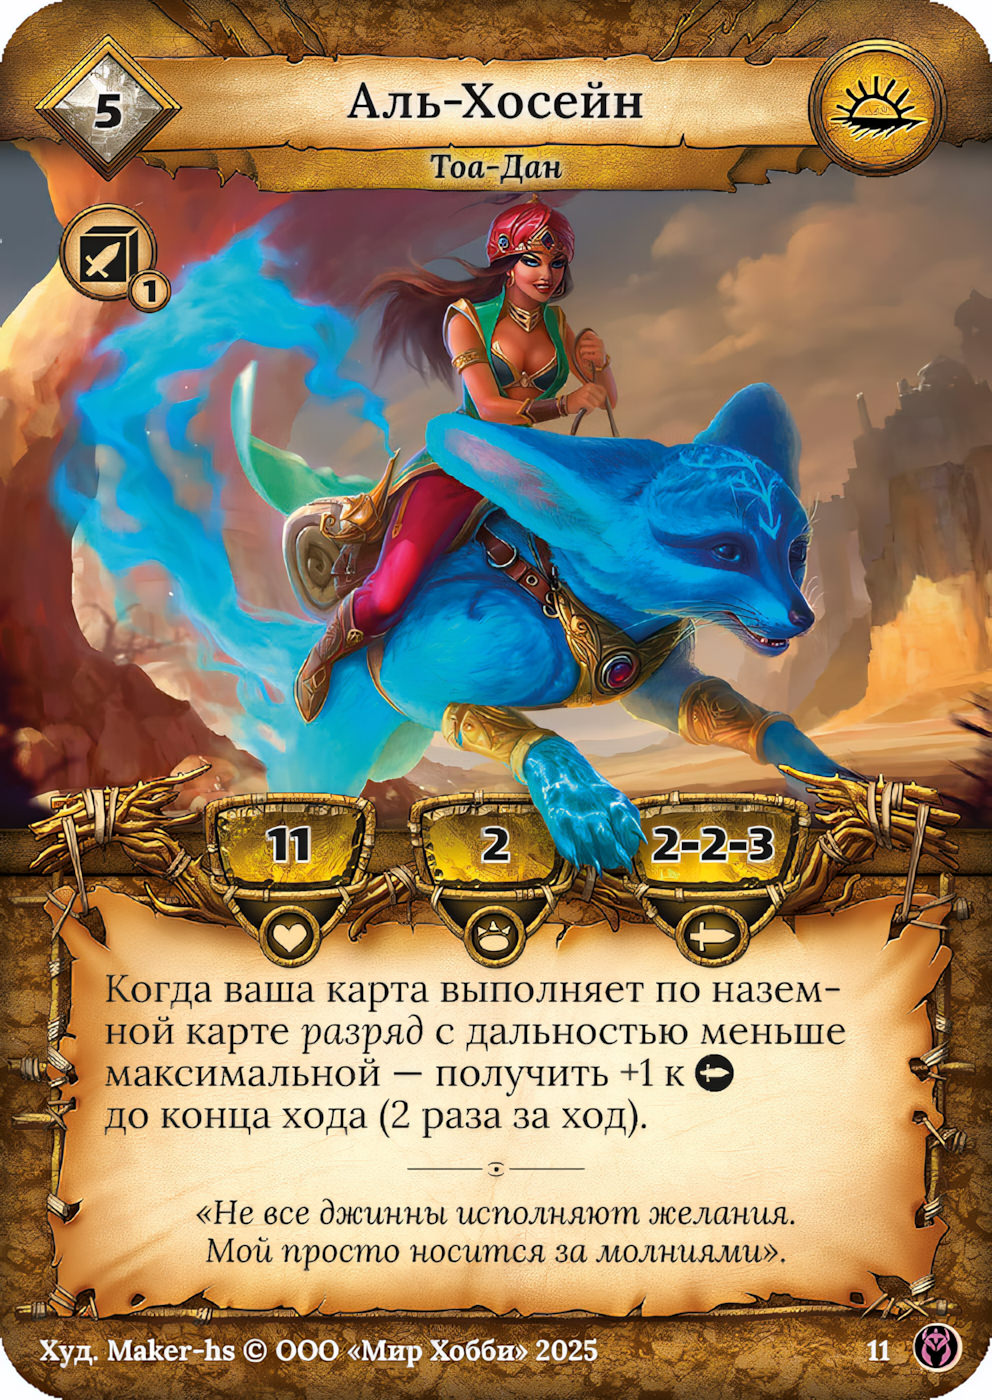 5
Аль-Хосейн
Тоа-Дан
1
11
2
2-2-3
Когда ваша карта выполняет по назем-
ной карте разряд с дальностью меньше
максимальной — получить +1 к
до конца хода (2 раза за ход).
«Не все джинны исполняют желания.
Мой просто носится за молниями».
Худ. Maker-hs © ООО «Мир Хобби» 2025
11